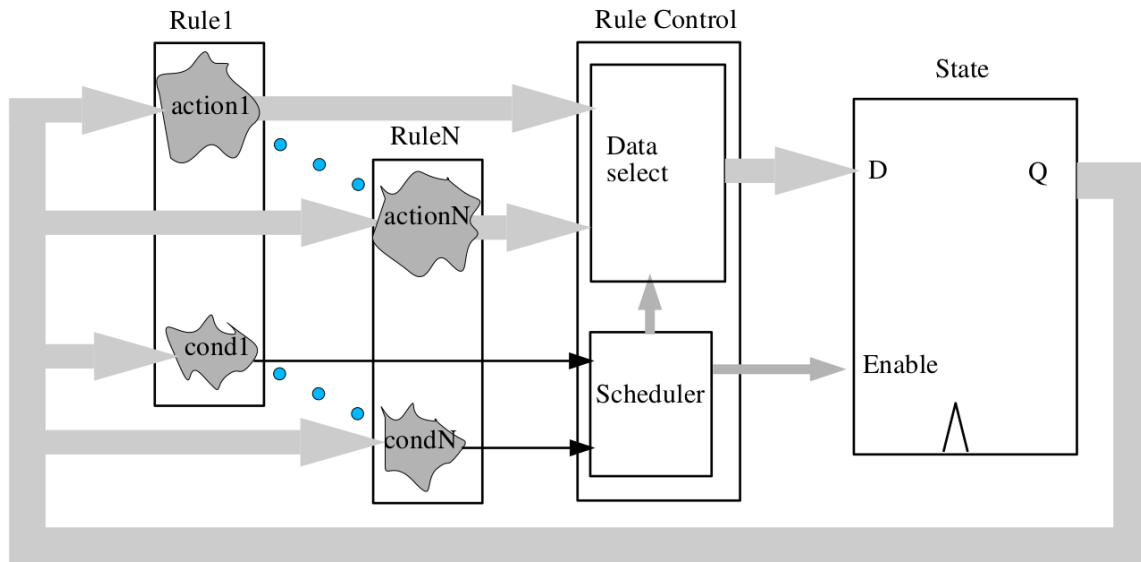 Rule1
Rule Control
State
action1
RuleN
Data
select
D
Q
actionN
cond1
Enable
Scheduler
condN